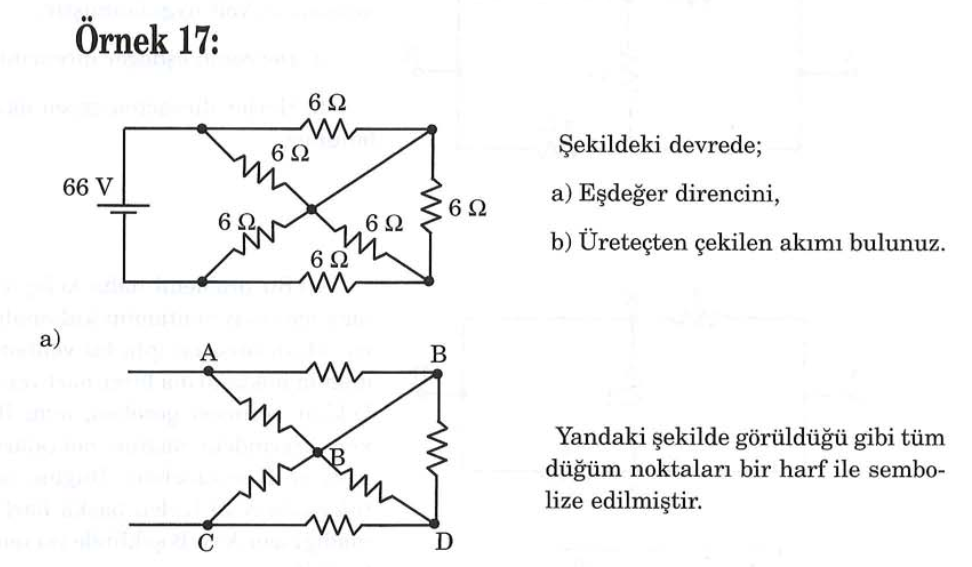 Örnek 17:
6 Ω
6 Ω
66 V
6 Ω
6 Ω
6 Ω
6 Ω
Şekildeki devrede;
a) Eşdeğer direncini,
b) Üreteçten çekilen akımı bulunuz.
a)
A
B
B
C
D
Yandaki şekilde görüldüğü gibi tüm
düğüm noktaları bir harf ile sembo-
lize edilmiştir.